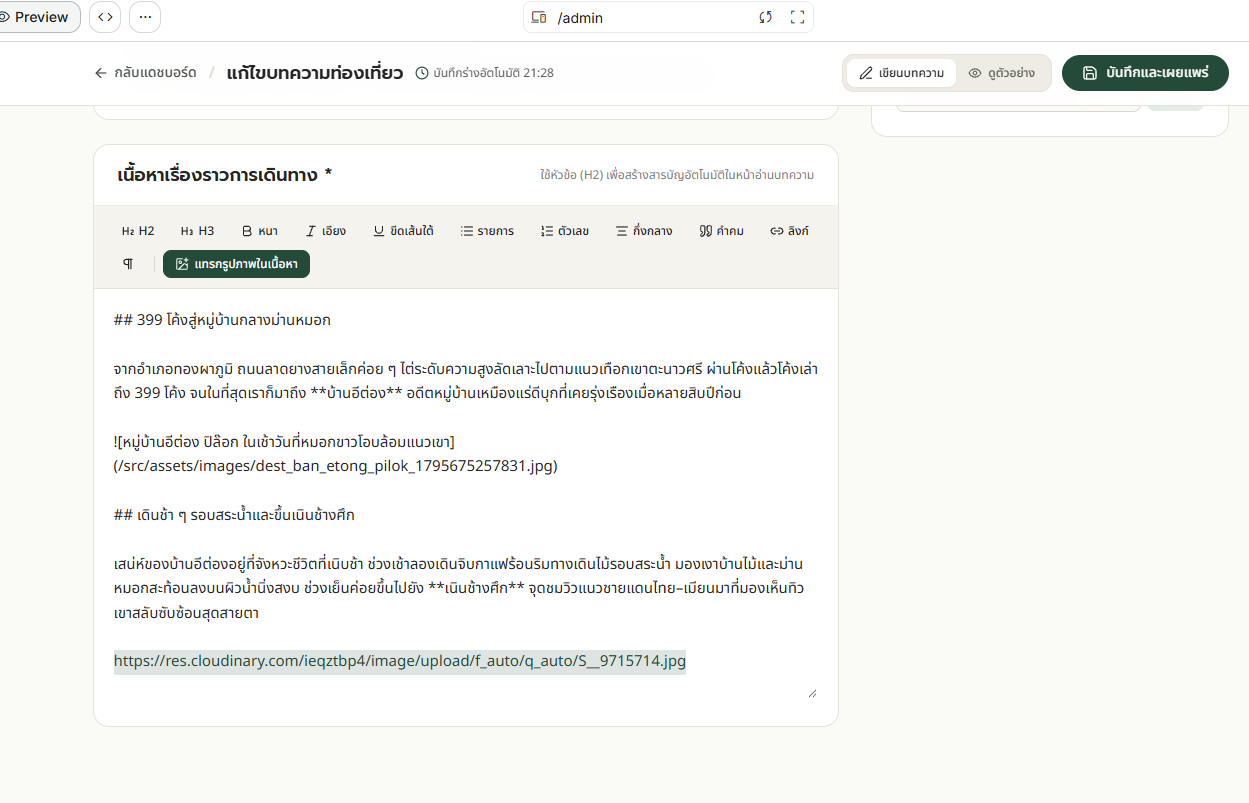 Preview
/admin
กลับแดชบอร์ด / แก้ไขบทความท่องเที่ยว บันทึกร่างอัตโนมัติ 21:28
เขียนบทความ ดูตัวอย่าง บันทึกและเผยแพร่
เนื้อหาเรื่องราวการเดินทาง *
ใช้หัวข้อ (H2) เพื่อสร้างสารบัญอัตโนมัติในหน้าอ่านบทความ
H2 H2 H3 H3 B หนา I เอียง U ขีดเส้นใต้ รายการ ตัวเลข กึ่งกลาง คำคม ลิงก์
¶ แทรกรูปภาพในเนื้อหา
## 399 โค้งสู่หมู่บ้านกลางม่านหมอก
จากอำเภอทองผาภูมิ ถนนลาดยางสายเล็กค่อย ๆ ไต่ระดับความสูงลัดเลาะไปตามแนวเทือกเขาตะนาวศรี ผ่านโค้งแล้วโค้งเล่า
ถึง 399 โค้ง จนในที่สุดเราก็มาถึง **บ้านอีต่อง** อดีตหมู่บ้านเหมืองแร่ดีบุกที่เคยรุ่งเรืองเมื่อหลายสิบปีก่อน
![หมู่บ้านอีต่อง ปิล๊อก ในเช้าวันที่หมอกขาวโอบล้อมแนวเขา]
(/src/assets/images/dest_ban_etong_pilok_1795675257831.jpg)
## เดินช้า ๆ รอบสระน้ำและขึ้นเนินช้างศึก
เสน่ห์ของบ้านอีต่องอยู่ที่จังหวะชีวิตที่เนิบช้า ช่วงเช้าลองเดินจิบกาแฟร้อนริมทางเดินไม้รอบสระน้ำ มองเงาบ้านไม้และม่าน
หมอกสะท้อนลงบนผิวน้ำนิ่งสงบ ช่วงเย็นค่อยขึ้นไปยัง **เนินช้างศึก** จุดชมวิวแนวชายแดนไทย–เมียนมาที่มองเห็นทิว
เขาสลับซับซ้อนสุดสายตา
https://res.cloudinary.com/ieqztbp4/image/upload/f_auto/q_auto/S__9715714.jpg